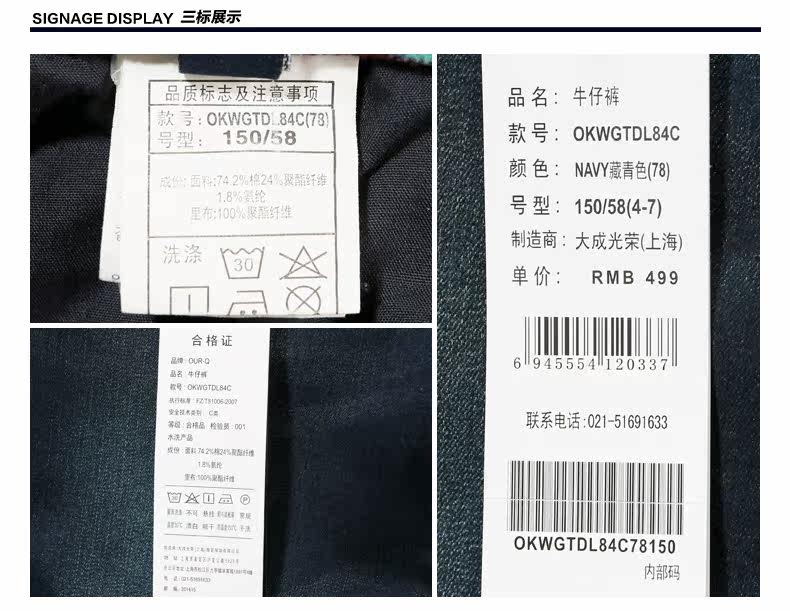 SIGNAGE DISPLAY 三标展示
品质标志及注意事项
款号: OKWGTDL84C(78)
号型: 150/58
成份: 面料:74.2%棉24%聚酯纤维
1.8%氨纶
里布:100%聚酯纤维
洗涤
30
合格证
品牌: OUR-Q
品名: 牛仔裤
款号: OKWGTDL84C
执行标准: FZ/T81006-2007
安全技术类别: C类
等级: 合格品 检验员: 001
水洗产品
成份: 面料:74.2%棉24%聚酯纤维
1.8%氨纶
里布:100%聚酯纤维
电 话: 021-51691633
品名: 牛仔裤
款号: OKWGTDL84C
颜色: NAVY藏青色(78)
号型: 150/58(4-7)
制造商: 大成光荣(上海)
单价: RMB 499
6 945554 120337
联系电话:021-51691633
OKWGTDL84C78150
内部码